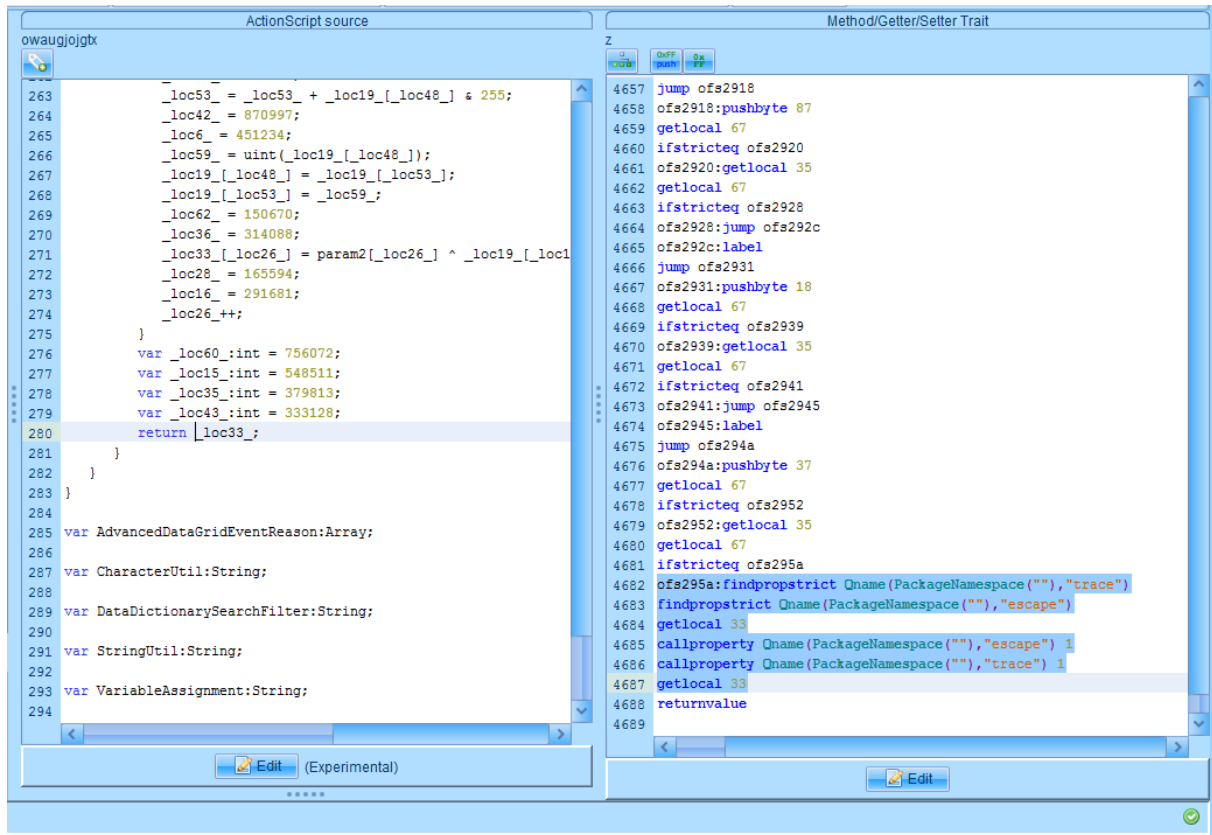 ActionScript source
owaugjojgtx
263 _loc53_ = _loc53_ + _loc19_[_loc48_] & 255;
264 _loc42_ = 870997;
265 _loc6_ = 451234;
266 _loc59_ = uint(_loc19_[_loc48_]);
267 _loc19_[_loc48_] = _loc19_[_loc53_];
268 _loc19_[_loc53_] = _loc59_;
269 _loc62_ = 150670;
270 _loc36_ = 314088;
271 _loc33_[_loc26_] = param2[_loc26_] ^ _loc19_[_loc1
272 _loc28_ = 165594;
273 _loc16_ = 291681;
274 _loc26_++;
275 }
276 var _loc60_:int = 756072;
277 var _loc15_:int = 548511;
278 var _loc35_:int = 379813;
279 var _loc43_:int = 333128;
280 return _loc33_;
281 }
282 }
283 }
284
285 var AdvancedDataGridEventReason:Array;
286
287 var CharacterUtil:String;
288
289 var DataDictionarySearchFilter:String;
290
291 var StringUtil:String;
292
293 var VariableAssignment:String;
294
Edit (Experimental)
Method/Getter/Setter Trait
z
0xFF push
0x FF
4657 jump ofs2918
4658 ofs2918:pushbyte 87
4659 getlocal 67
4660 ifstricteq ofs2920
4661 ofs2920:getlocal 35
4662 getlocal 67
4663 ifstricteq ofs2928
4664 ofs2928:jump ofs292c
4665 ofs292c:label
4666 jump ofs2931
4667 ofs2931:pushbyte 18
4668 getlocal 67
4669 ifstricteq ofs2939
4670 ofs2939:getlocal 35
4671 getlocal 67
4672 ifstricteq ofs2941
4673 ofs2941:jump ofs2945
4674 ofs2945:label
4675 jump ofs294a
4676 ofs294a:pushbyte 37
4677 getlocal 67
4678 ifstricteq ofs2952
4679 ofs2952:getlocal 35
4680 getlocal 67
4681 ifstricteq ofs295a
4682 ofs295a:findpropstrict Qname(PackageNamespace(""),"trace")
4683 findpropstrict Qname(PackageNamespace(""),"escape")
4684 getlocal 33
4685 callproperty Qname(PackageNamespace(""),"escape") 1
4686 callproperty Qname(PackageNamespace(""),"trace") 1
4687 getlocal 33
4688 returnvalue
4689
Edit